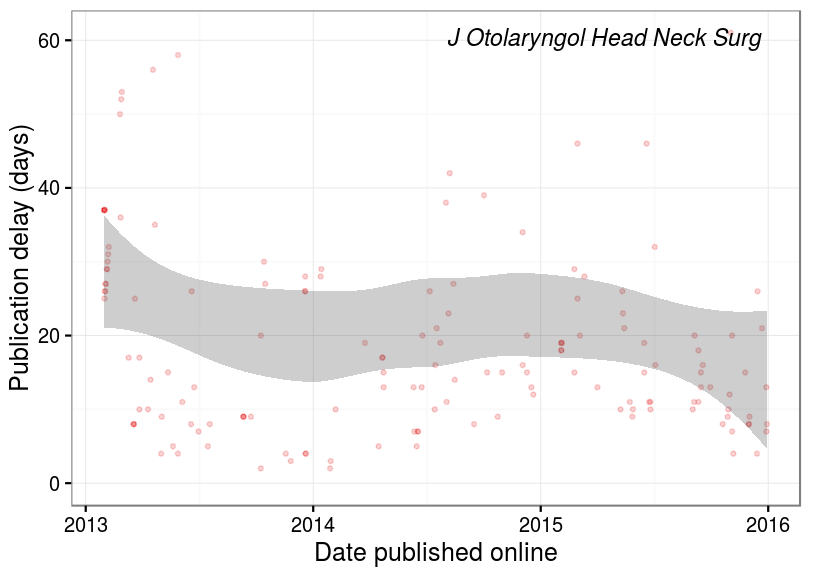 J Otolaryngol Head Neck Surg
Publication delay (days)
60
40
20
0
2013 2014 2015 2016
Date published online